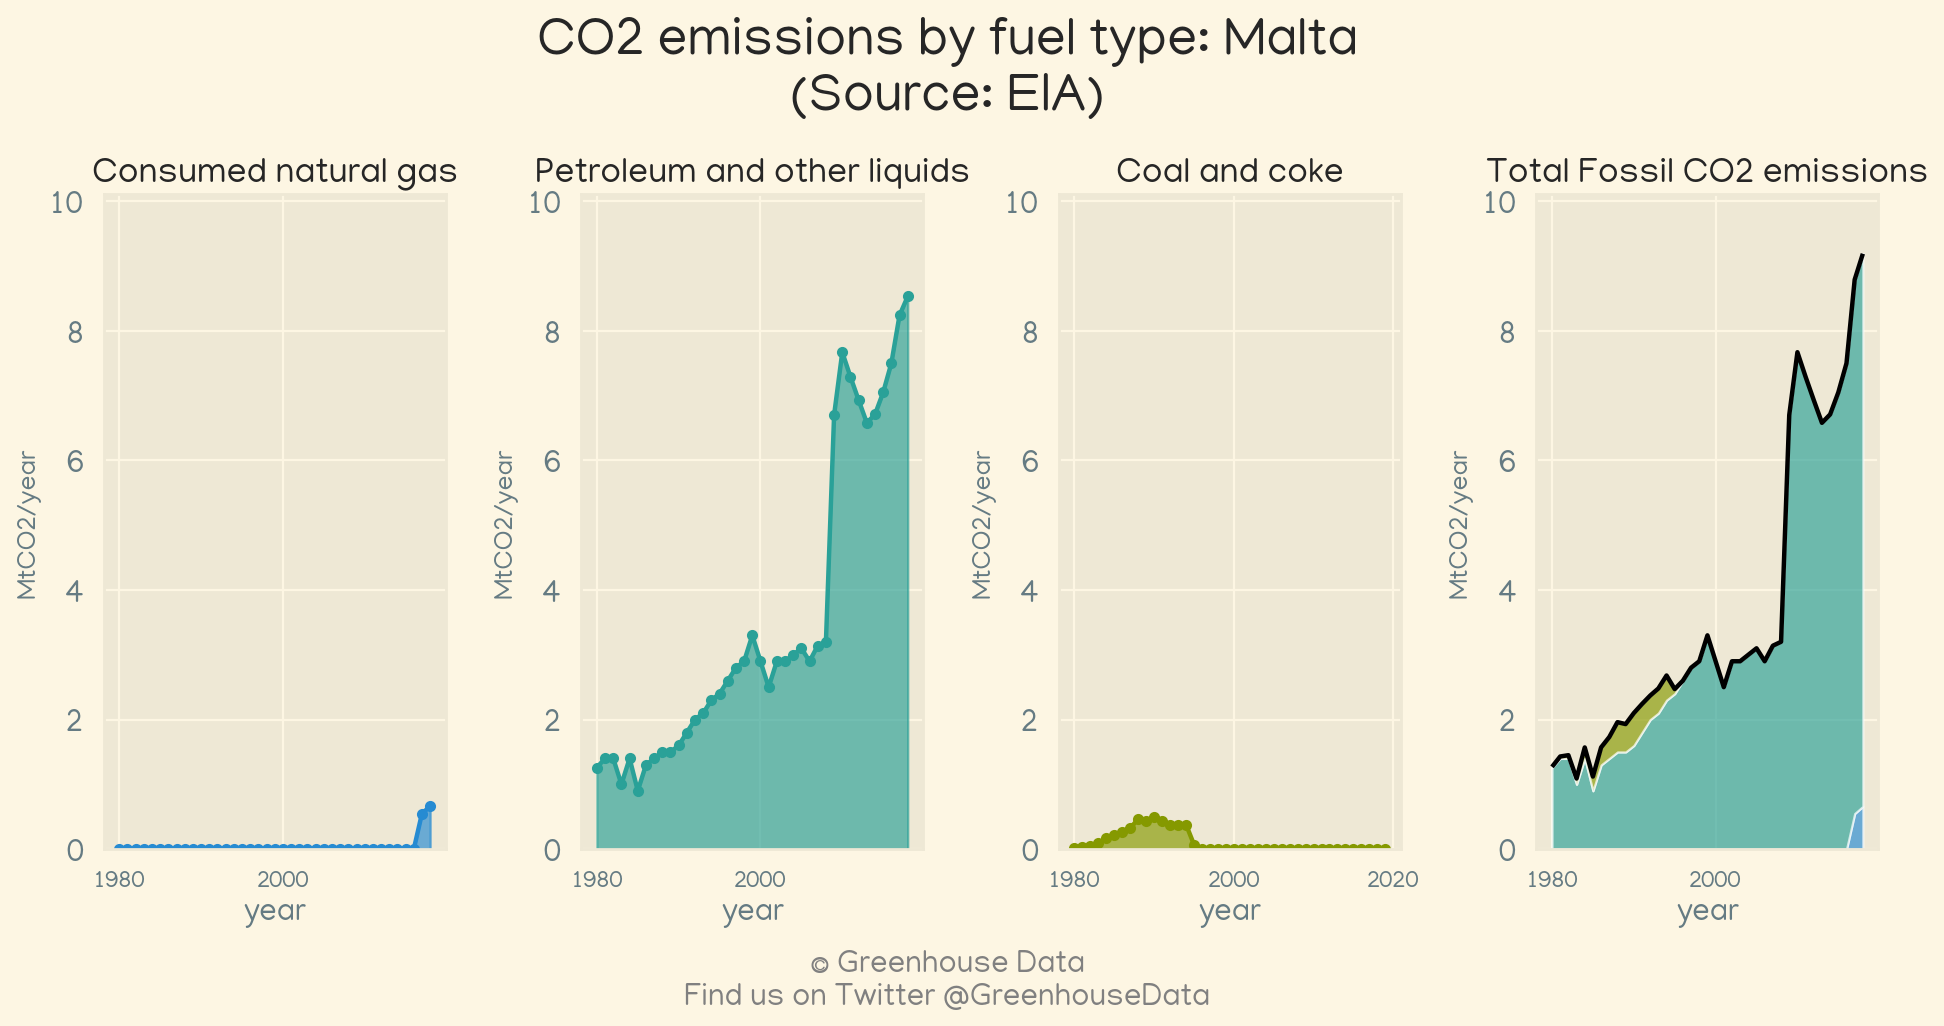 CO2 emissions by fuel type: Malta
(Source: EIA)
Consumed natural gas
10
8
6
4
2
0
MtCO2/year
1980 2000
year
Petroleum and other liquids
10
8
6
4
2
0
MtCO2/year
1980 2000
year
Coal and coke
10
8
6
4
2
0
MtCO2/year
1980 2000 2020
year
Total Fossil CO2 emissions
10
8
6
4
2
0
MtCO2/year
1980 2000
year
© Greenhouse Data
Find us on Twitter @GreenhouseData